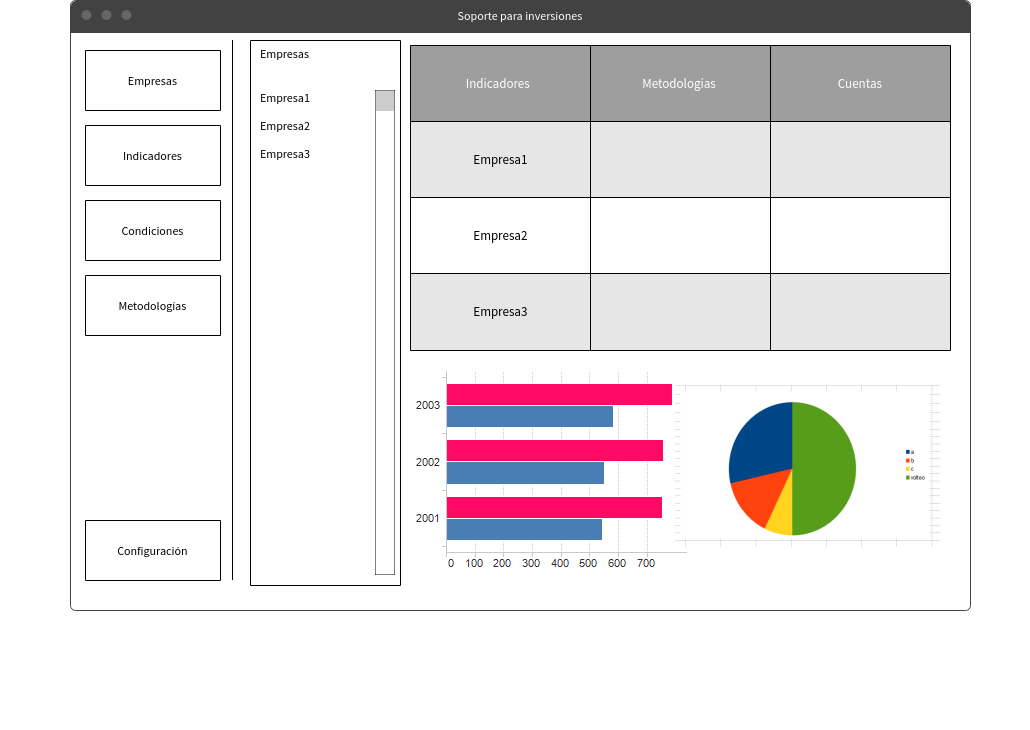 Soporte para inversiones
Empresas
Indicadores
Condiciones
Metodologías
Configuración
Empresas
Empresa1
Empresa2
Empresa3
Indicadores Metodologías Cuentas
Empresa1
Empresa2
Empresa3
2003
2002
2001
0 100 200 300 400 500 600 700
a
b
c
volteo